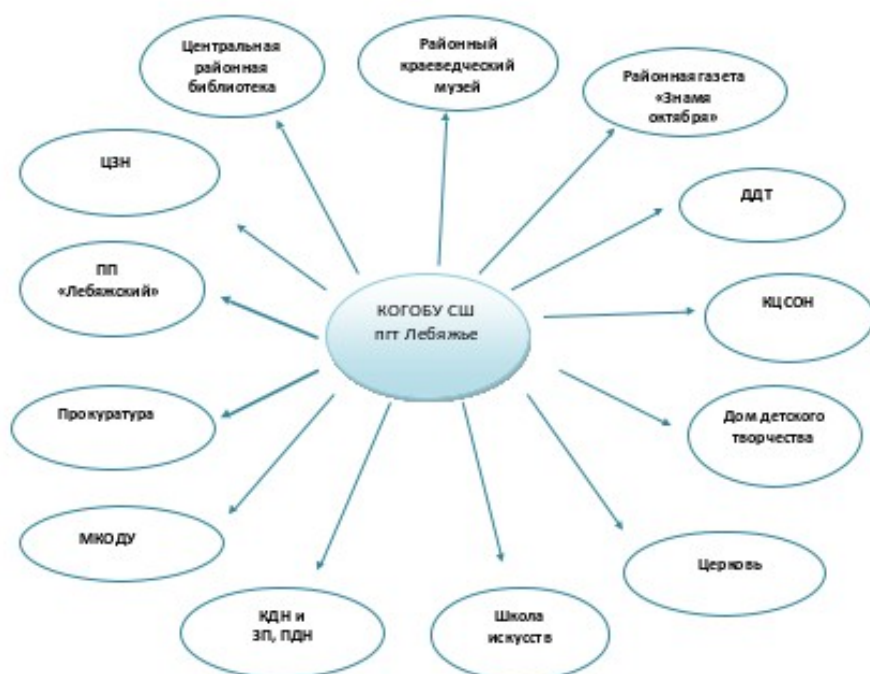 Центральная
районная
библиотека
Районный
краеведческий
музей
Районная газета
«Знамя
октября»
ЦЗН
ДДТ
ПП
«Лебяжский»
КОГОБУ СШ
пгт Лебяжье
КЦСОН
Прокуратура
Дом детского
творчества
МКОДУ
Церковь
КДН и
ЗП, ПДН
Школа
искусств